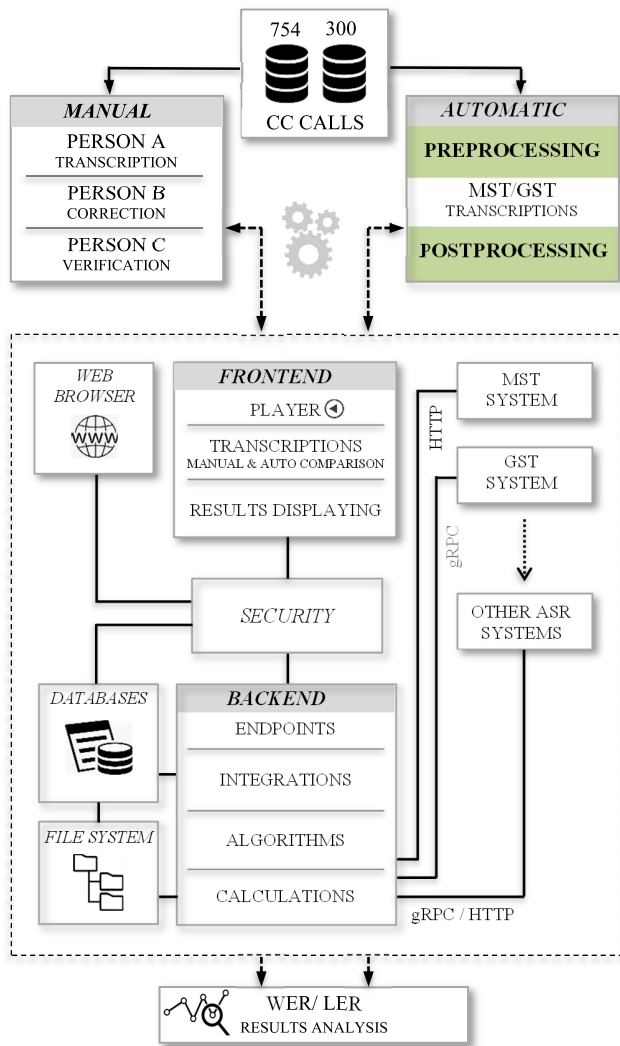 754 300
CC CALLS
MANUAL
PERSON A
TRANSCRIPTION
PERSON B
CORRECTION
PERSON C
VERIFICATION
AUTOMATIC
PREPROCESSING
MST/GST
TRANSCRIPTIONS
POSTPROCESSING
WEB
BROWSER
WWW
FRONTEND
PLAYER
TRANSCRIPTIONS
MANUAL & AUTO COMPARISON
RESULTS DISPLAYING
MST
SYSTEM
HTTP
GST
SYSTEM
gRPC
OTHER ASR
SYSTEMS
SECURITY
DATABASES
FILE SYSTEM
BACKEND
ENDPOINTS
INTEGRATIONS
ALGORITHMS
CALCULATIONS
gRPC / HTTP
WER/ LER
RESULTS ANALYSIS